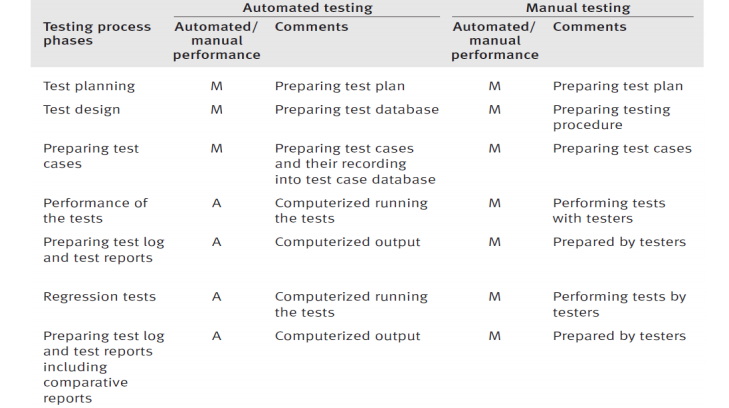 Automated testing Manual testing
Testing process Automated/ Comments Automated/ Comments
phases manual manual
performance performance
Test planning M Preparing test plan M Preparing test plan
Test design M Preparing test database M Preparing testing
procedure
Preparing test M Preparing test cases M Preparing test cases
cases and their recording
into test case database
Performance of A Computerized running M Performing tests
the tests the tests with testers
Preparing test log A Computerized output M Prepared by testers
and test reports
Regression tests A Computerized running M Performing tests by
the tests testers
Preparing test log A Computerized output M Prepared by testers
and test reports
including
comparative
reports